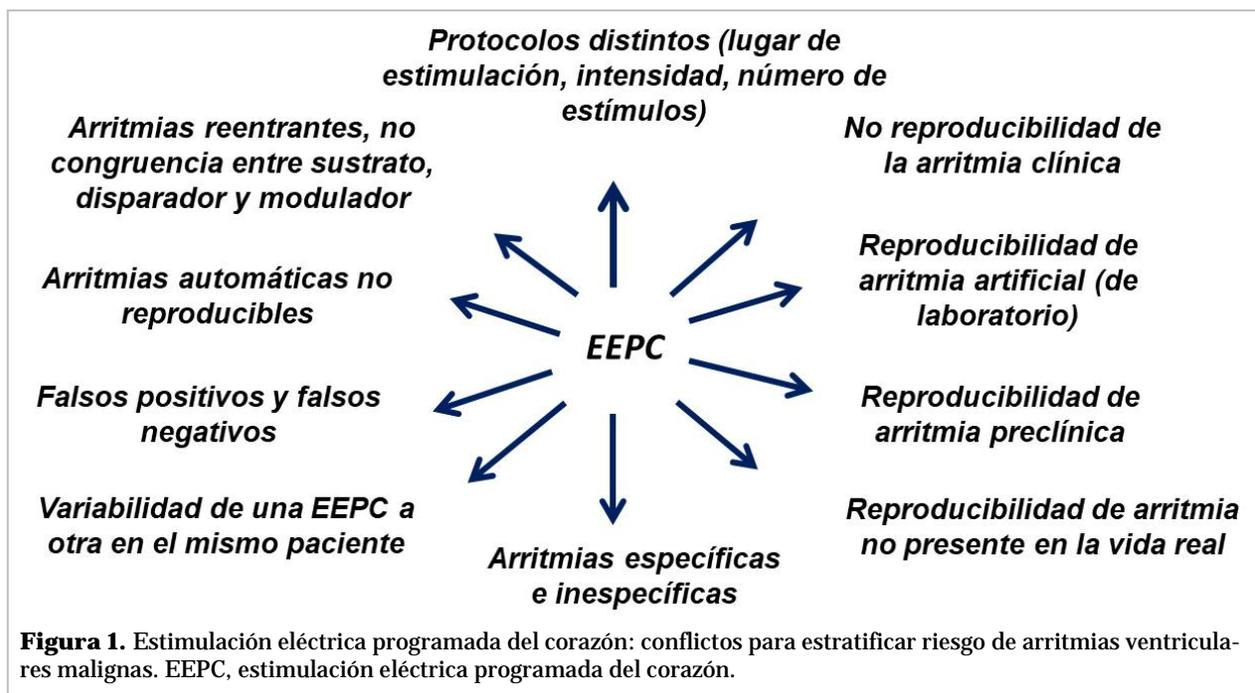 Protocolos distintos (lugar de
estimulación, intensidad, número de
estímulos)
Arritmias reentrantes, no
congruencia entre sustrato,
disparador y modulador
No reproducibilidad de
la arritmia clínica
Arritmias automáticas no
reproducibles
Reproducibilidad de
arritmia artificial (de
laboratorio)
EEPC
Falsos positivos y falsos
negativos
Reproducibilidad de
arritmia preclínica
Variabilidad de una EEPC a
otra en el mismo paciente
Arritmias específicas
e inespecíficas
Reproducibilidad de arritmia
no presente en la vida real
Figura 1. Estimulación eléctrica programada del corazón: conflictos para estratificar riesgo de arritmias ventricula-
res malignas. EEPC, estimulación eléctrica programada del corazón.